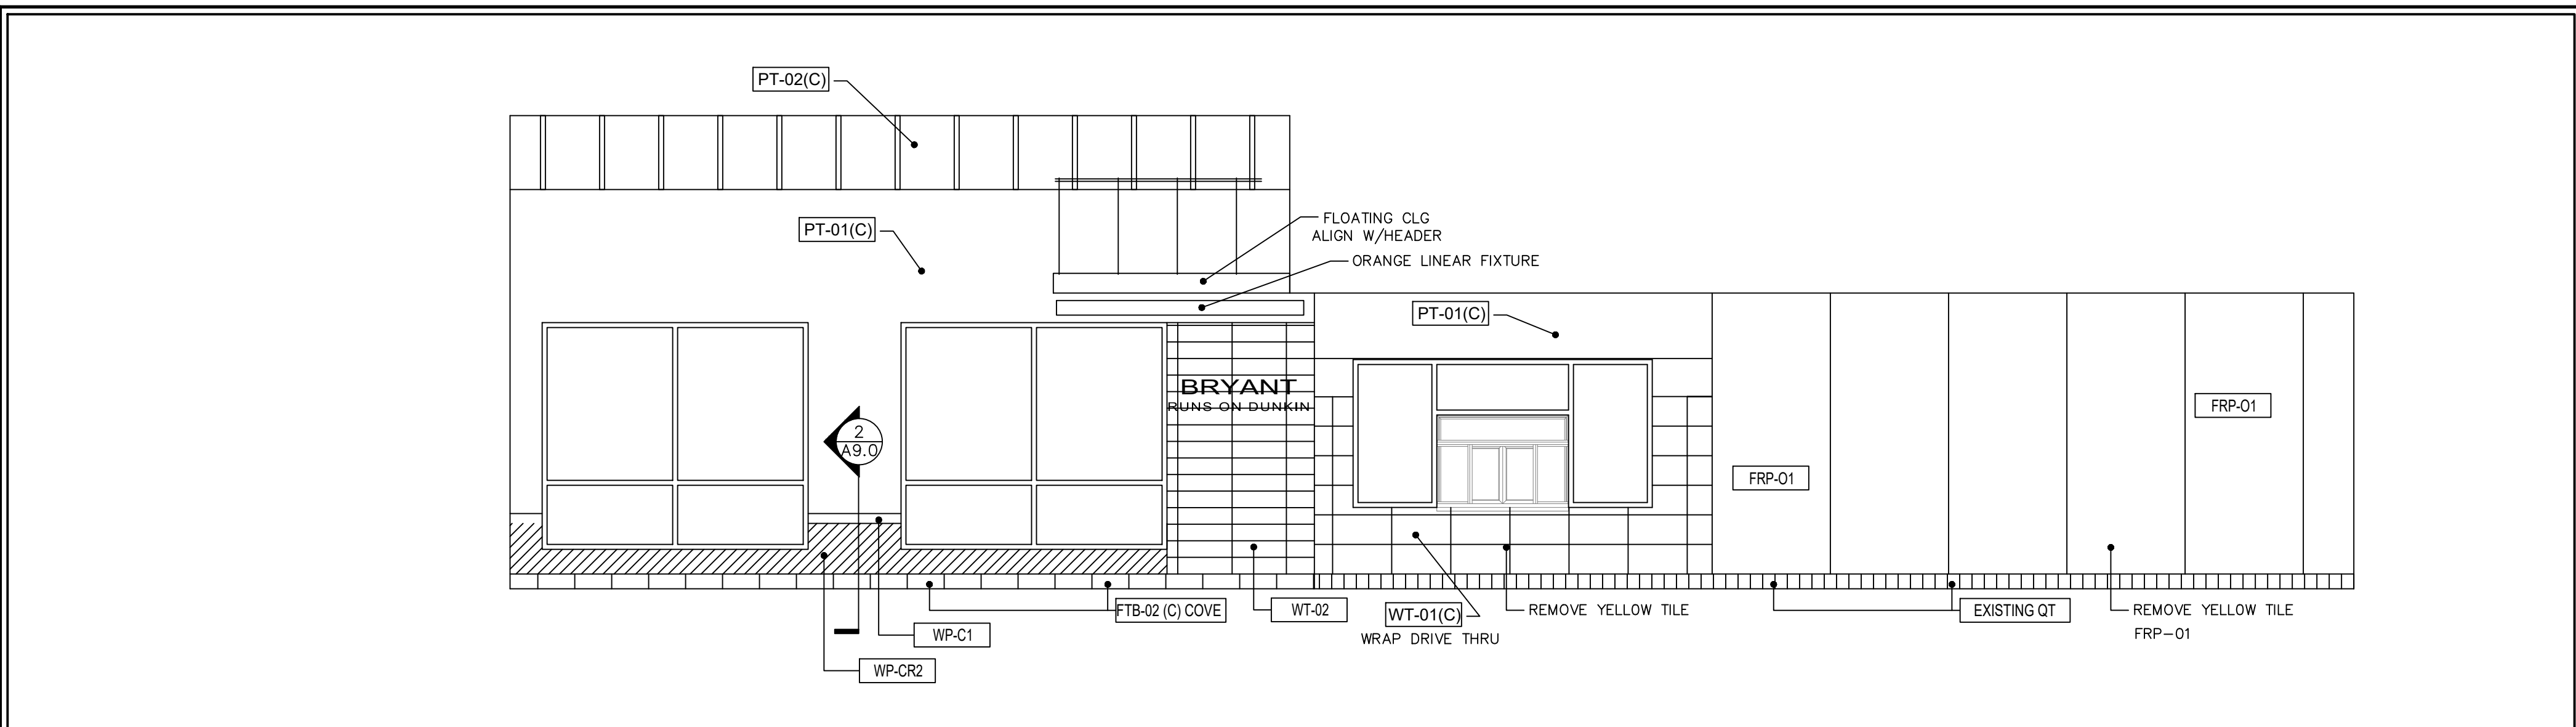 PT-02(C)
PT-01(C)
FLOATING CLG
ALIGN W/HEADER
ORANGE LINEAR FIXTURE
PT-01(C)
BRYANT
RUNS ON DUNKIN
2
A9.0
FRP-O1
FRP-O1
FTB-02 (C) COVE
WT-02
WT-01(C)
WRAP DRIVE THRU
REMOVE YELLOW TILE
EXISTING QT
REMOVE YELLOW TILE
FRP-01
WP-C1
WP-CR2